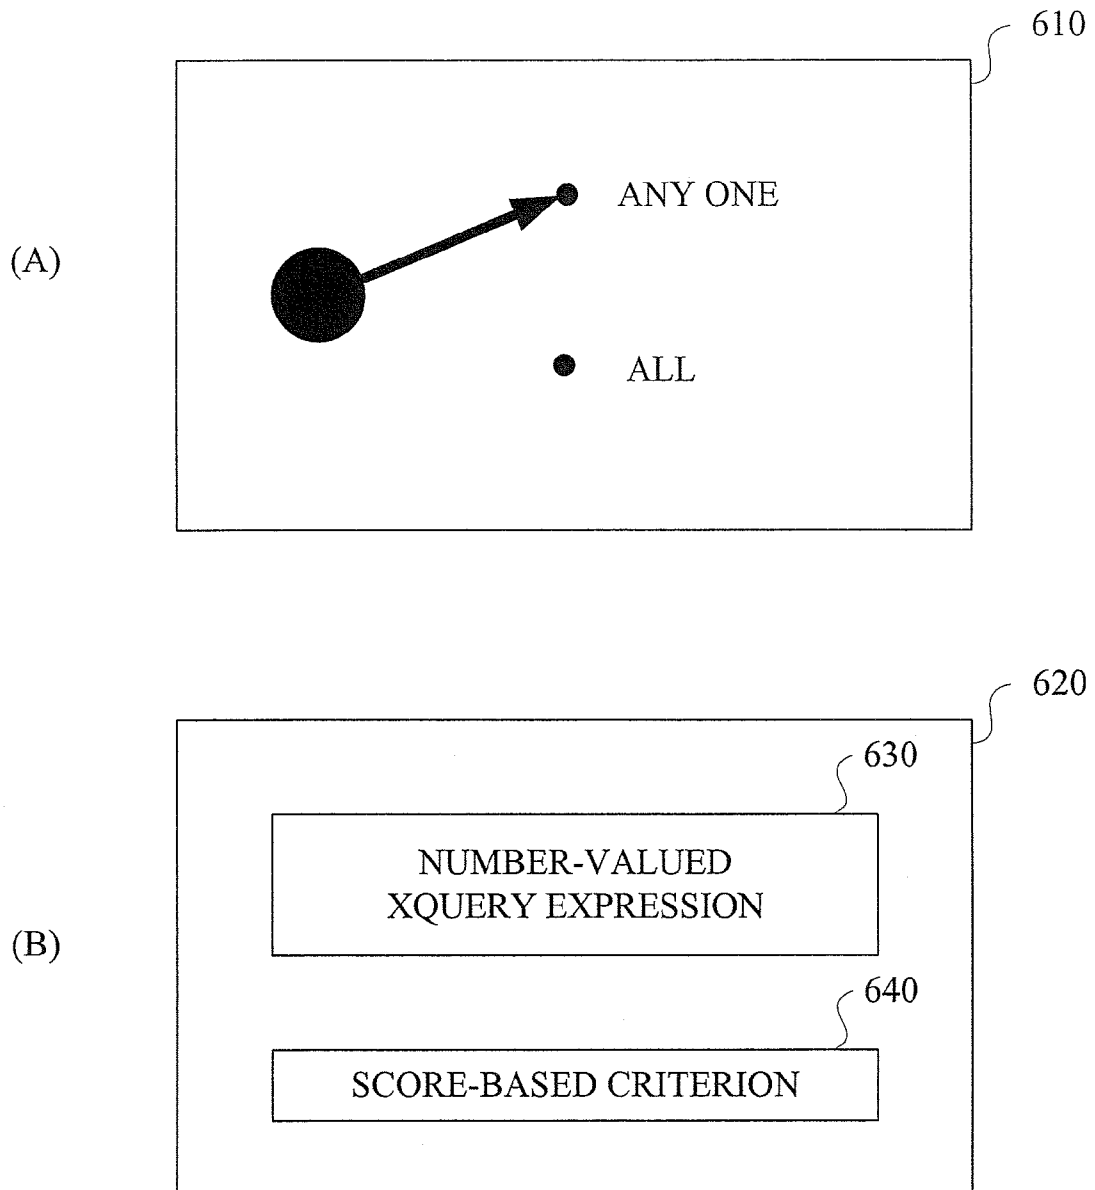 610
ANY ONE
(A)
ALL
620
630
NUMBER-VALUED
XQUERY EXPRESSION
(B)
640
SCORE-BASED CRITERION